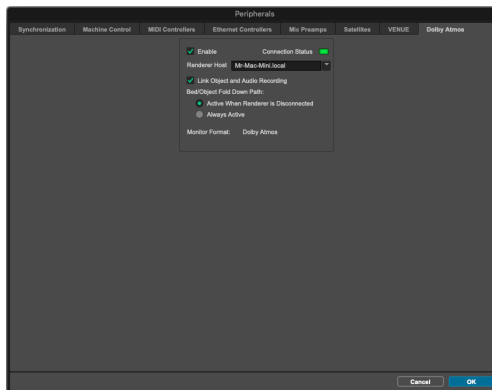 Peripherals
Synchronization Machine Control MIDI Controllers Ethernet Controllers Mic Preamps Satellites VENUE Dolby Atmos
Enable Connection Status
Renderer Host: Mr-Mac-Mini.local
Link Object and Audio Recording
Bed/Object Fold Down Path:
Active When Renderer is Disconnected
Always Active
Monitor Format: Dolby Atmos
Cancel OK